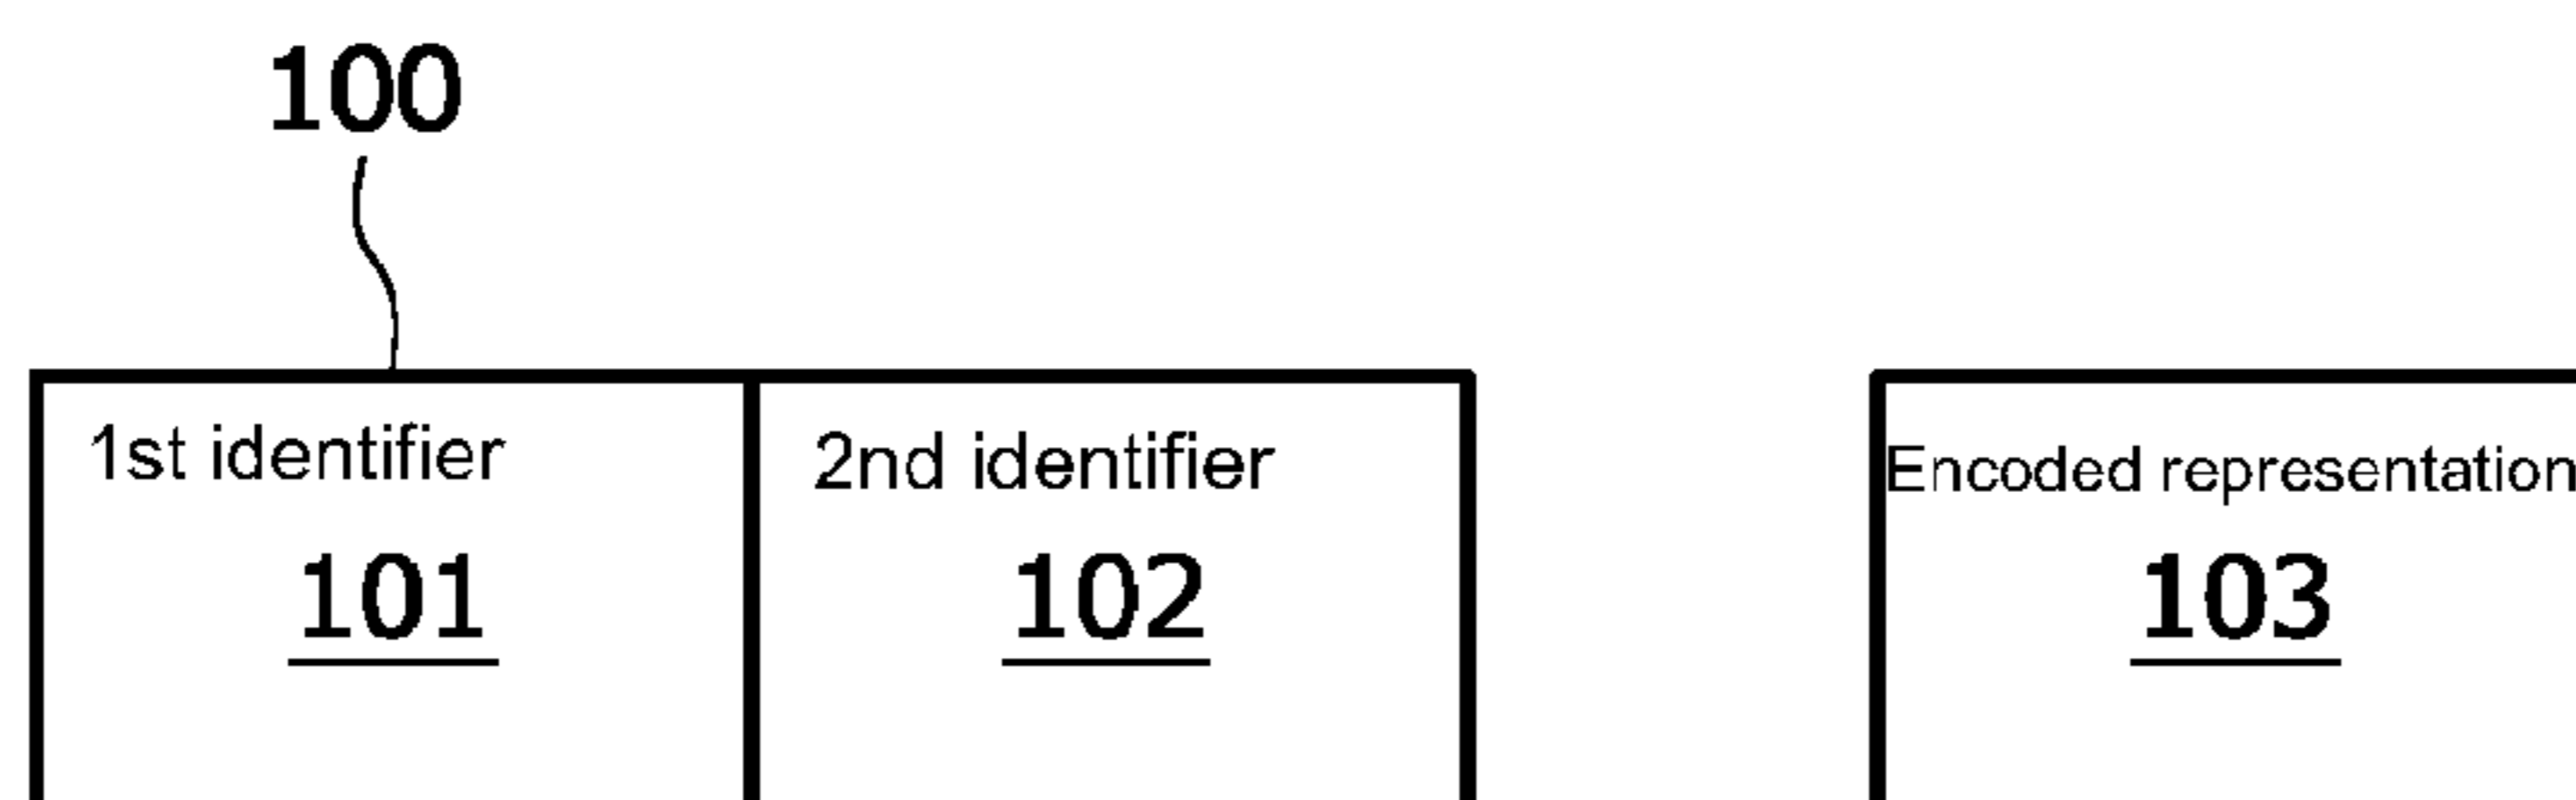 100
1st identifier
101
2nd identifier
102
Encoded representation
103